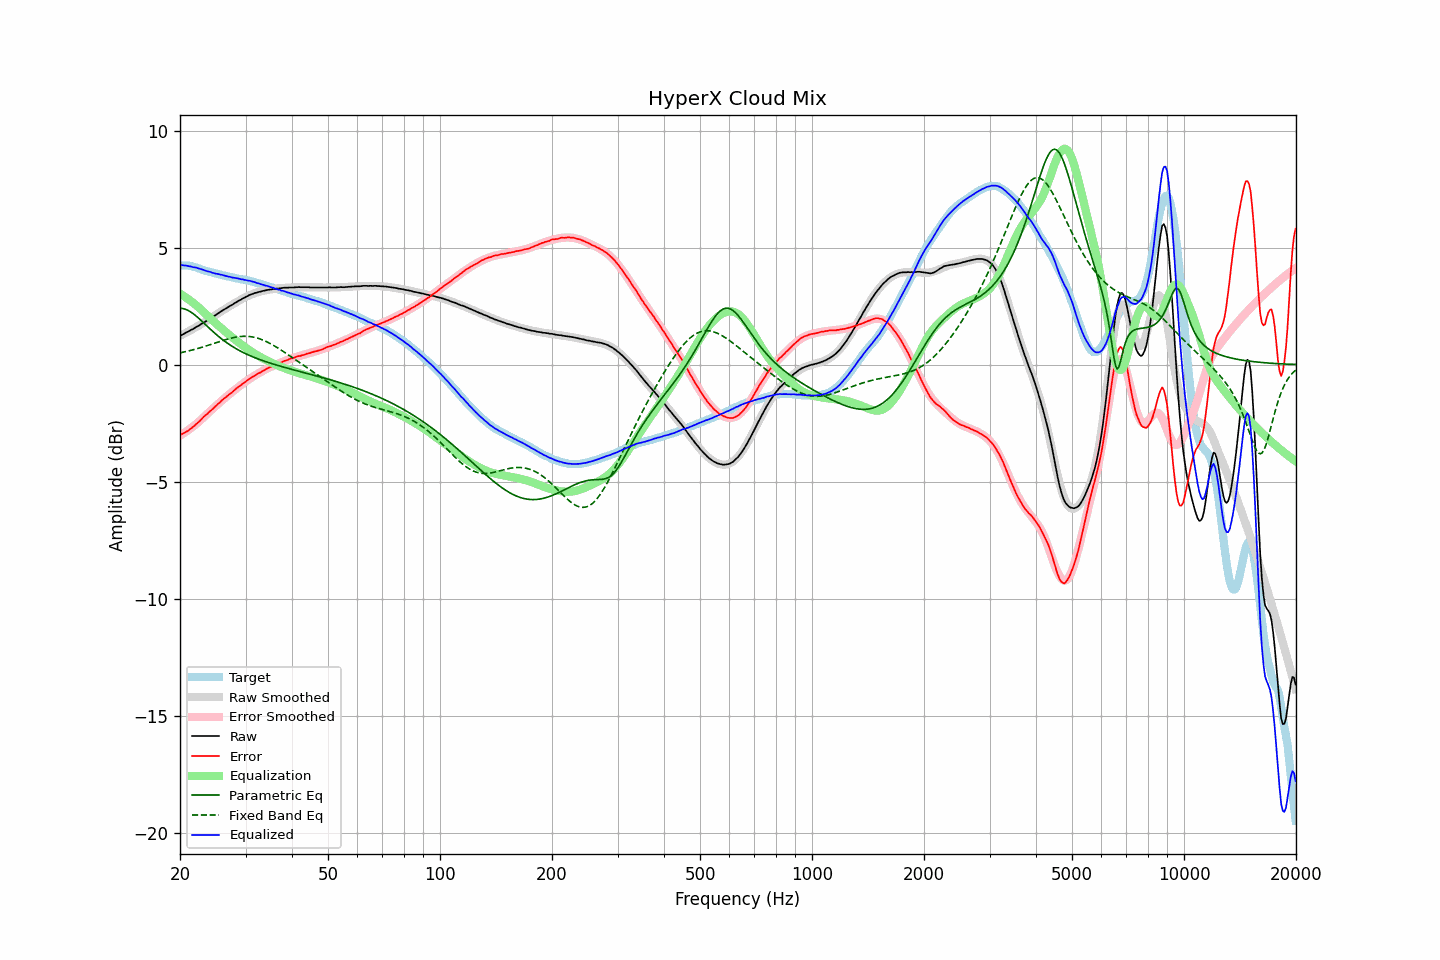 HyperX Cloud Mix
Amplitude (dBr)
10
5
0
−5
−10
−15
−20
Target
Raw Smoothed
Error Smoothed
Raw
Error
Equalization
Parametric Eq
Fixed Band Eq
Equalized
20 50 100 200 500 1000 2000 5000 10000 20000
Frequency (Hz)